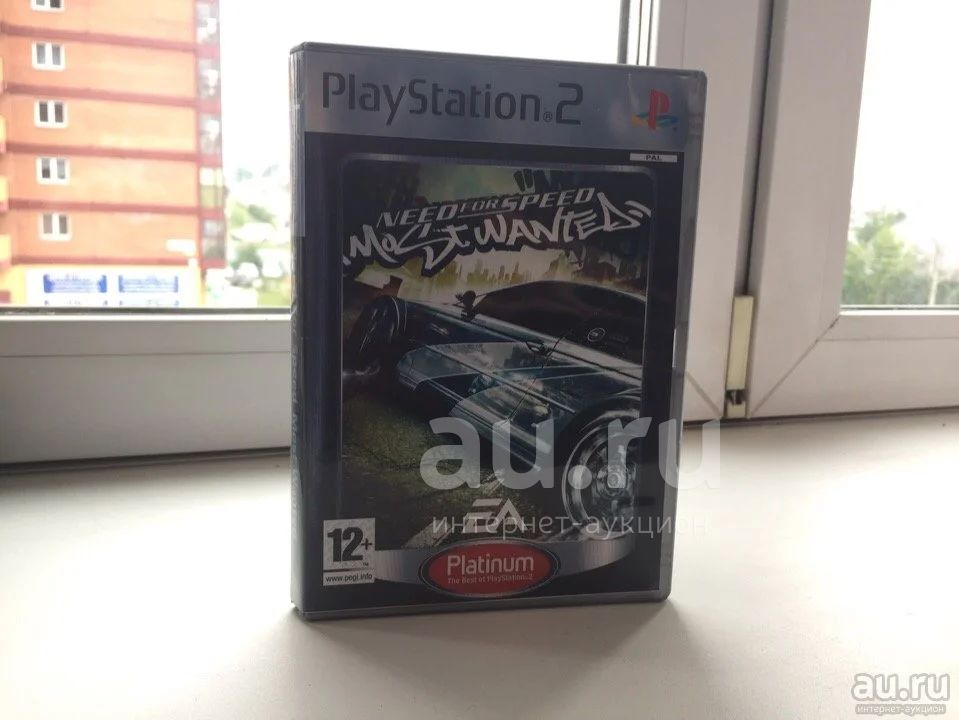 PlayStation®2
PAL
NEED FOR SPEED
MOST WANTED
au.ru
интернет-аукцион
EA
12+
www.pegi.info
Platinum
The Best of PlayStation®2
au.ru
интернет-аукцион